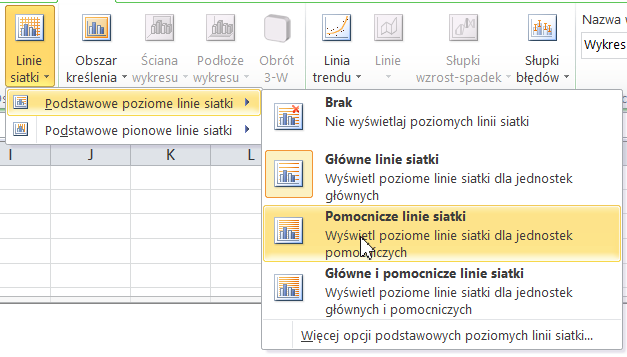 Linie siatki
Obszar kreślenia
Ściana wykresu
Podłoże wykresu
Obrót 3-W
Linia trendu
Linie
Słupki wzrost-spadek
Słupki błędów
Nazwa w
Wykres
Podstawowe poziome linie siatki
Podstawowe pionowe linie siatki
Brak
Nie wyświetlaj poziomych linii siatki
Główne linie siatki
Wyświetl poziome linie siatki dla jednostek
głównych
Pomocnicze linie siatki
Wyświetl poziome linie siatki dla jednostek
pomocniczych
Główne i pomocnicze linie siatki
Wyświetl poziome linie siatki dla jednostek
głównych i pomocniczych
Więcej opcji podstawowych poziomych linii siatki...
I J K L